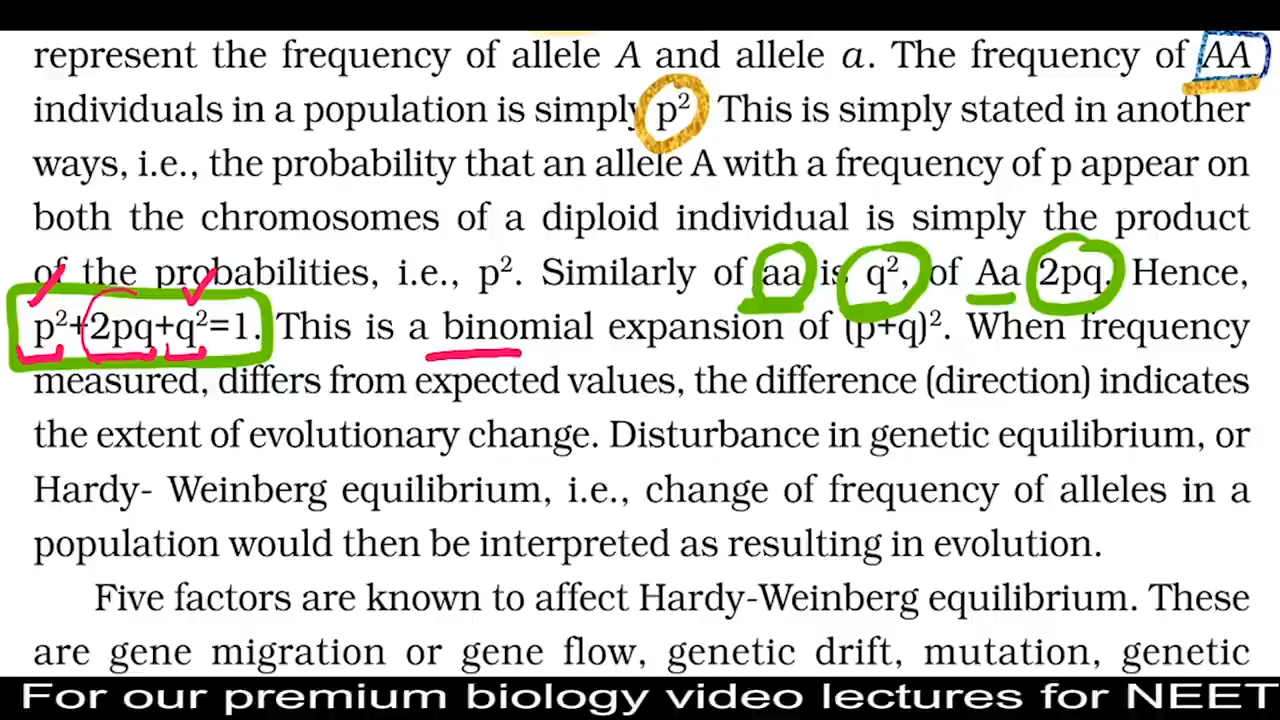 represent the frequency of allele A and allele a. The frequency of AA
individuals in a population is simply p². This is simply stated in another
ways, i.e., the probability that an allele A with a frequency of p appear on
both the chromosomes of a diploid individual is simply the product
of the probabilities, i.e., p². Similarly of aa is q², of Aa 2pq. Hence,
p²+2pq+q²=1. This is a binomial expansion of (p+q)². When frequency
measured, differs from expected values, the difference (direction) indicates
the extent of evolutionary change. Disturbance in genetic equilibrium, or
Hardy- Weinberg equilibrium, i.e., change of frequency of alleles in a
population would then be interpreted as resulting in evolution.
Five factors are known to affect Hardy-Weinberg equilibrium. These
are gene migration or gene flow, genetic drift, mutation, genetic
For our premium biology video lectures for NEET